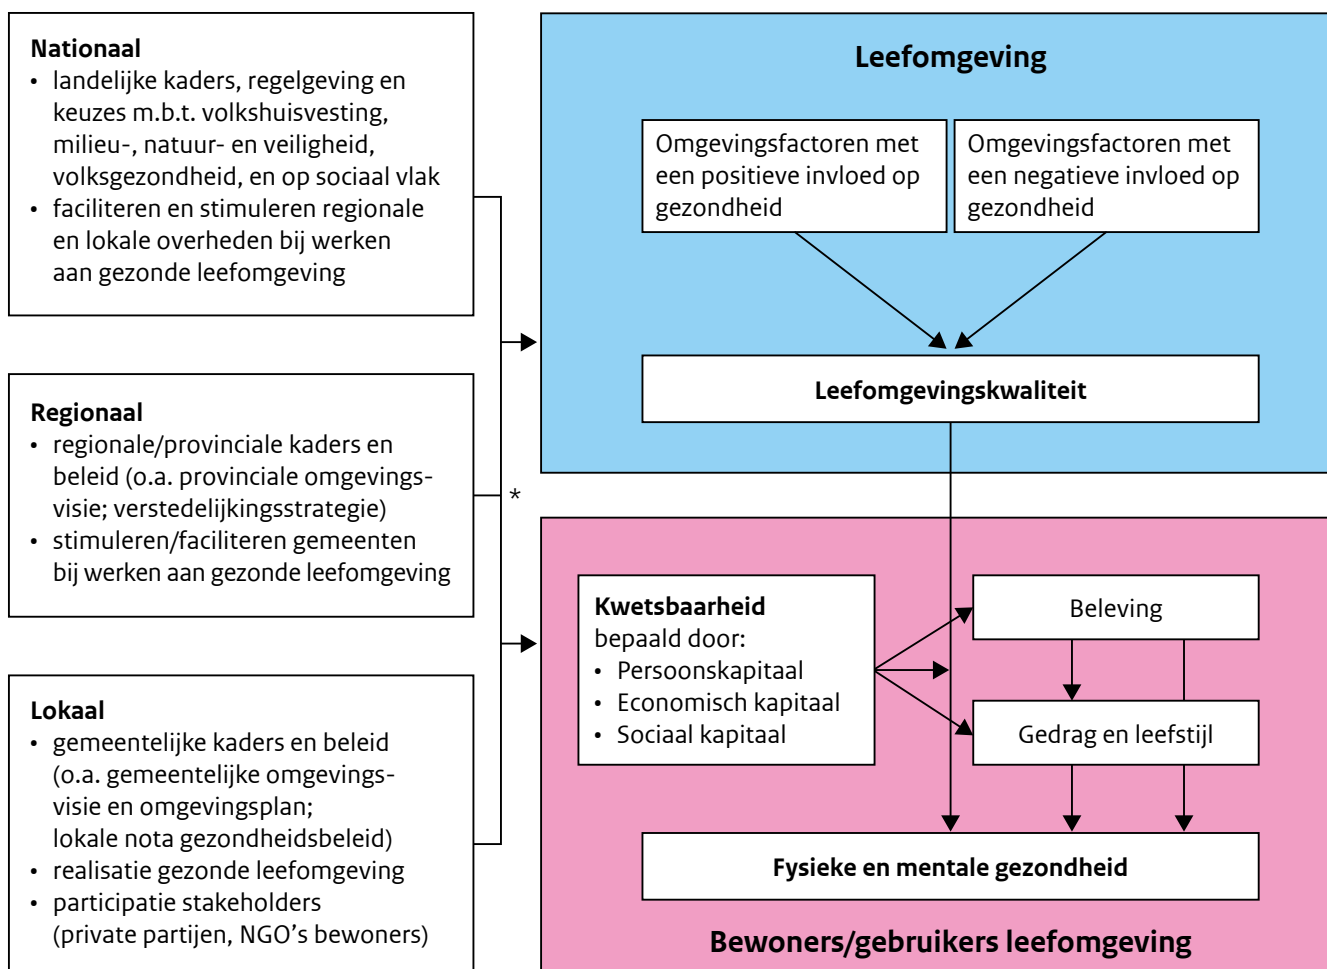 Nationaal
• landelijke kaders, regelgeving en
keuzes m.b.t. volkshuisvesting,
milieu-, natuur- en veiligheid,
volksgezondheid, en op sociaal vlak
• faciliteren en stimuleren regionale
en lokale overheden bij werken
aan gezonde leefomgeving
Regionaal
• regionale/provinciale kaders en
beleid (o.a. provinciale omgevings-
visie; verstedelijkingsstrategie)
• stimuleren/faciliteren gemeenten
bij werken aan gezonde leefomgeving
Lokaal
• gemeentelijke kaders en beleid
(o.a. gemeentelijke omgevings-
visie en omgevingsplan;
lokale nota gezondheidsbeleid)
• realisatie gezonde leefomgeving
• participatie stakeholders
(private partijen, NGO's bewoners)
*
Leefomgeving
Omgevingsfactoren met
een positieve invloed op
gezondheid
Omgevingsfactoren met
een negatieve invloed op
gezondheid
Leefomgevingskwaliteit
Kwetsbaarheid
bepaald door:
• Persoonskapitaal
• Economisch kapitaal
• Sociaal kapitaal
Beleving
Gedrag en leefstijl
Fysieke en mentale gezondheid
Bewoners/gebruikers leefomgeving